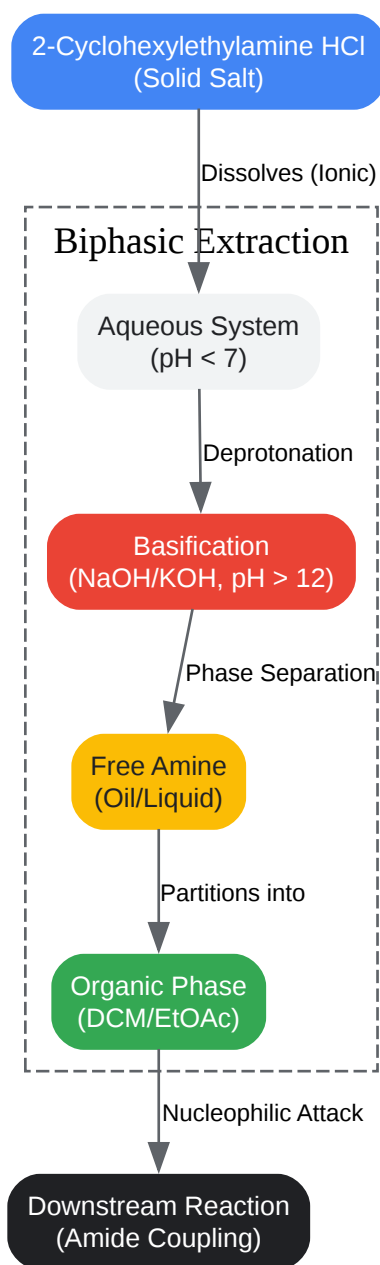 2-Cyclohexylethylamine HCl
(Solid Salt)
Dissolves (Ionic)
Biphasic Extraction
Aqueous System
(pH < 7)
Deprotonation
Basification
(NaOH/KOH, pH > 12)
Phase Separation
Free Amine
(Oil/Liquid)
Partitions into
Organic Phase
(DCM/EtOAc)
Nucleophilic Attack
Downstream Reaction
(Amide Coupling)